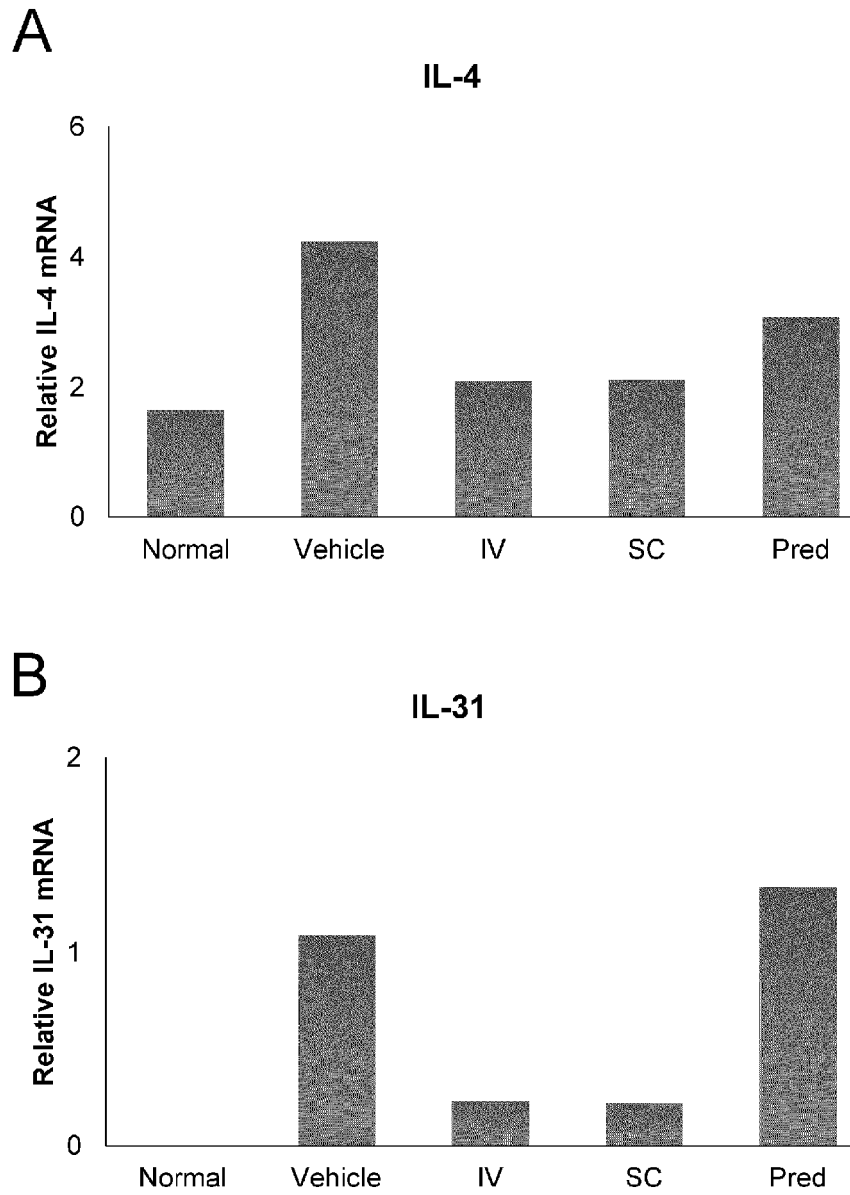 A
IL-4
Relative IL-4 mRNA
6
4
2
0
Normal Vehicle IV SC Pred
B
IL-31
Relative IL-31 mRNA
2
1
0
Normal Vehicle IV SC Pred